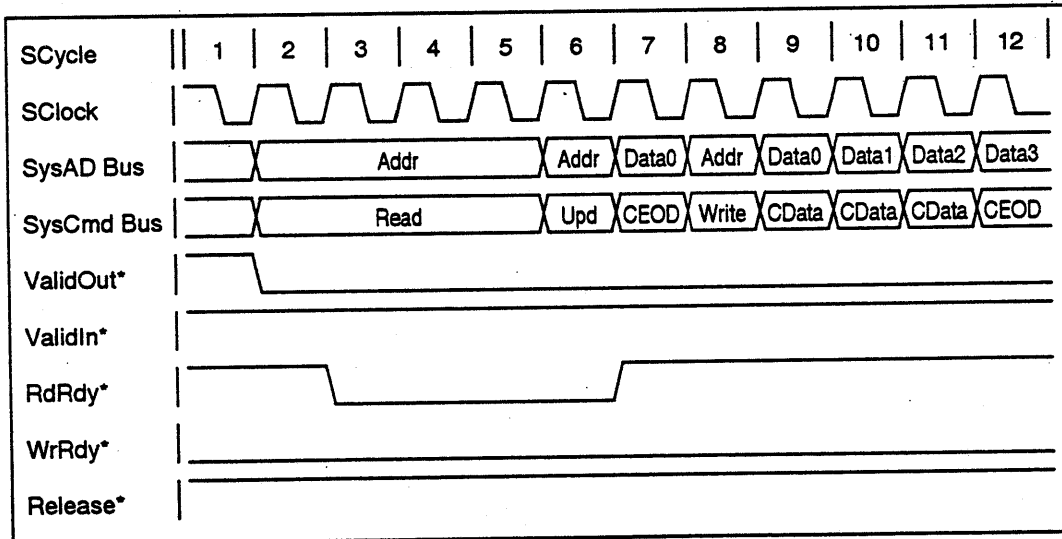 SCycle 1 2 3 4 5 6 7 8 9 10 11 12
SClock
SysAD Bus Addr Addr Data0 Addr Data0 Data1 Data2 Data3
SysCmd Bus Read Upd CEOD Write CData CData CData CEOD
ValidOut*
ValidIn*
RdRdy*
WrRdy*
Release*